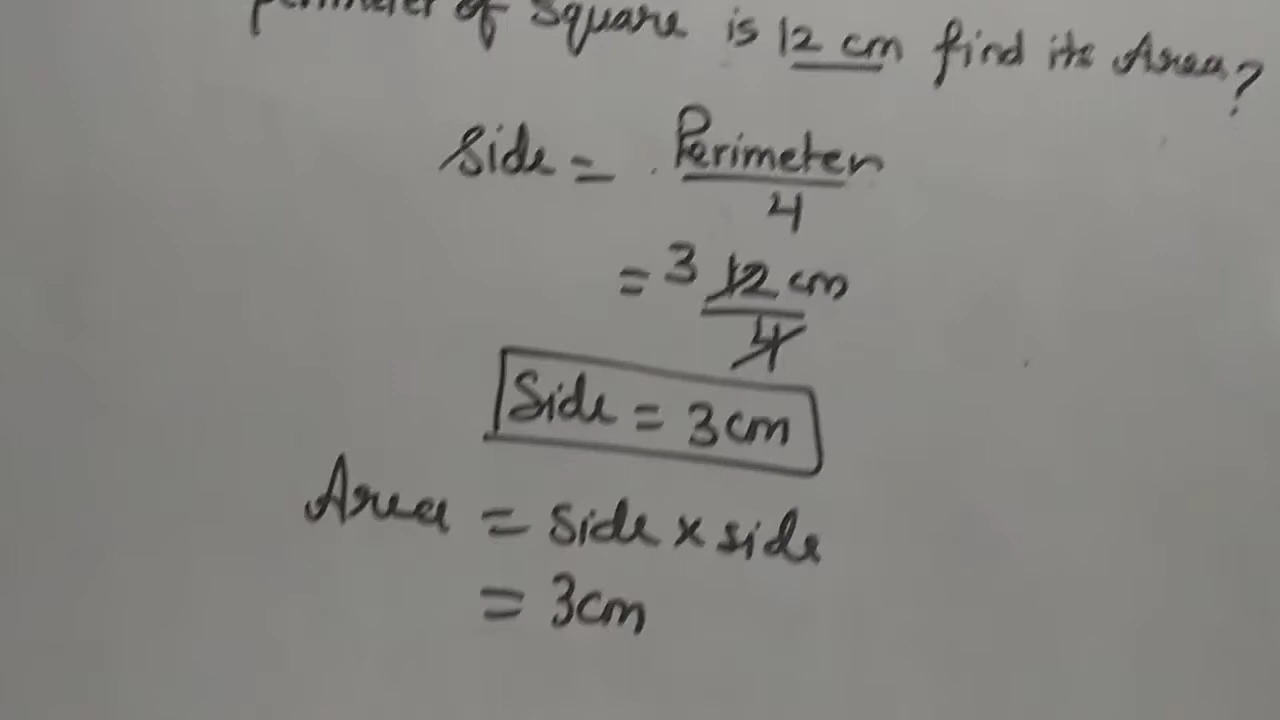 perimeter of square is 12 cm find its Area?
Side = Perimeter
4
= 3 12 cm
4
Side = 3cm
Area = side x side
= 3cm